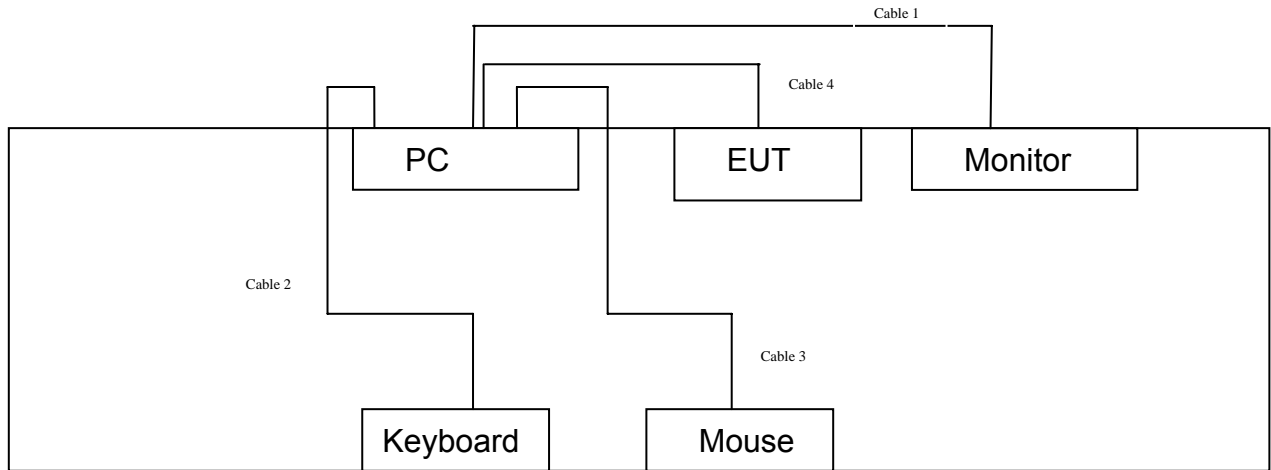 Cable 1
Cable 4
PC
EUT
Monitor
Cable 2
Cable 3
Keyboard
Mouse